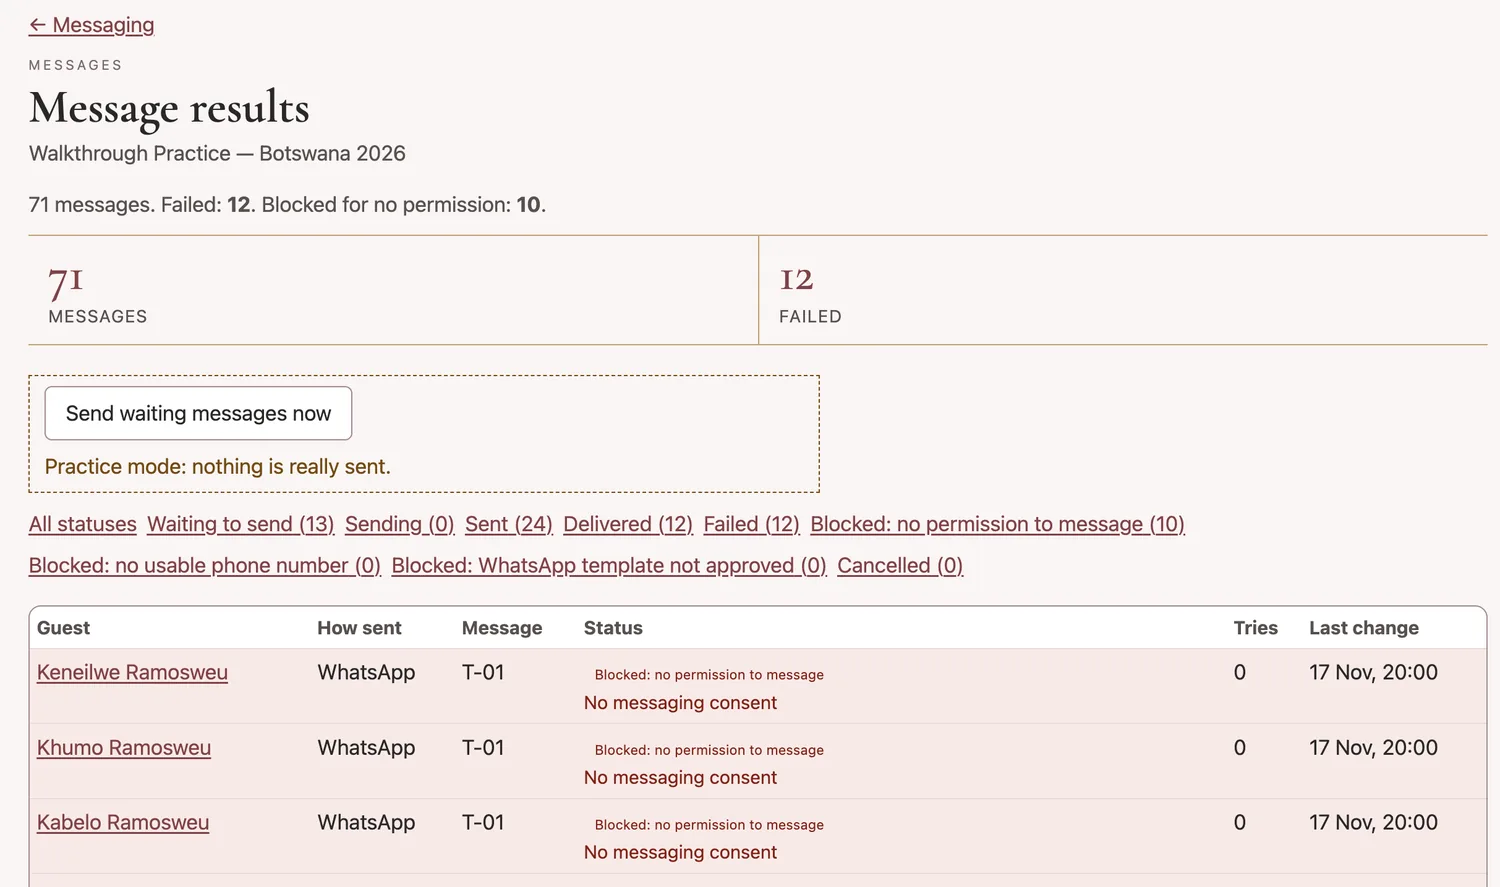 ← Messaging
MESSAGES
Message results
Walkthrough Practice — Botswana 2026
71 messages. Failed: 12. Blocked for no permission: 10.
71
MESSAGES
12
FAILED
Send waiting messages now
Practice mode: nothing is really sent.
All statuses Waiting to send (13) Sending (0) Sent (24) Delivered (12) Failed (12) Blocked: no permission to message (10)
Blocked: no usable phone number (0) Blocked: WhatsApp template not approved (0) Cancelled (0)
Guest How sent Message Status Tries Last change
Keneilwe Ramosweu WhatsApp T-01 Blocked: no permission to message 0 17 Nov, 20:00
No messaging consent
Khumo Ramosweu WhatsApp T-01 Blocked: no permission to message 0 17 Nov, 20:00
No messaging consent
Kabelo Ramosweu WhatsApp T-01 Blocked: no permission to message 0 17 Nov, 20:00
No messaging consent